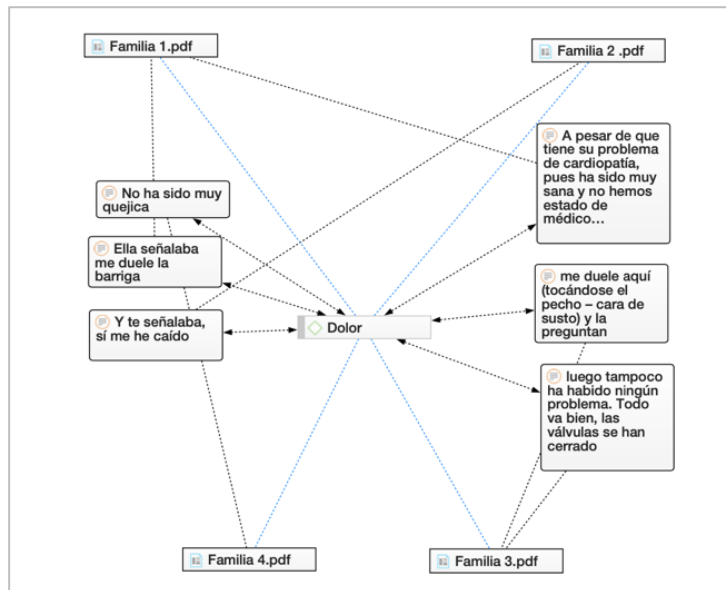 Familia 1.pdf
Familia 2 .pdf
A pesar de que
tiene su problema
de cardiopatía,
pues ha sido muy
sana y no hemos
estado de
médico...
No ha sido muy
quejica
Ella señalaba
me duele la
barriga
Y te señalaba,
sí me he caído
Dolor
me duele aquí
(tocándose el
pecho – cara de
susto) y la
preguntan
luego tampoco
ha habido ningún
problema. Todo
va bien, las
válvulas se han
cerrado
Familia 4.pdf
Familia 3.pdf